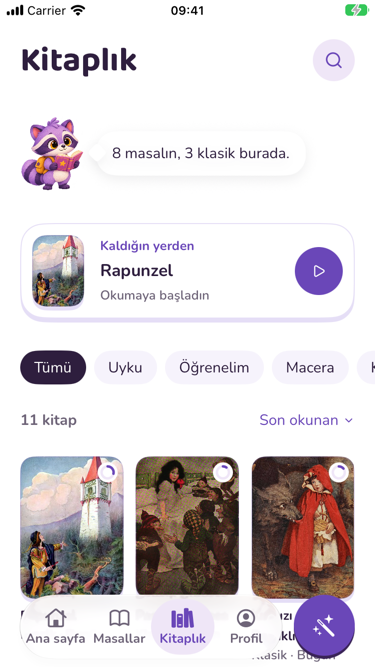 Carrier
09:41
Kitaplık
8 masalın, 3 klasik burada.
Kaldığın yerden
Rapunzel
Okumaya başladın
Tümü
Uyku
Öğrenelim
Macera
11 kitap
Son okunan
Ana sayfa
Masallar
Kitaplık
Profil